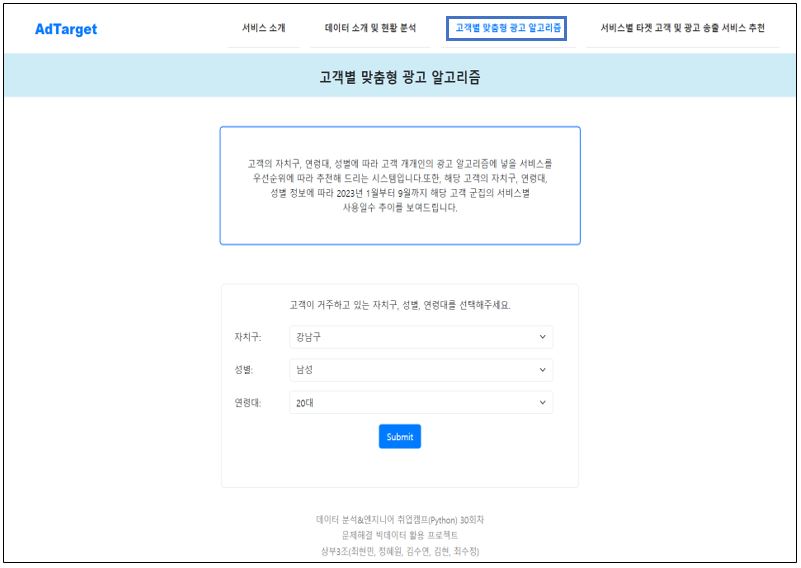 AdTarget
서비스 소개
데이터 소개 및 현황 분석
고객별 맞춤형 광고 알고리즘
서비스별 타겟 고객 및 광고 송출 서비스 추천
고객별 맞춤형 광고 알고리즘
고객의 자치구, 연령대, 성별에 따라 고객 개개인의 광고 알고리즘에 넣을 서비스를
우선순위에 따라 추천해 드리는 시스템입니다.또한, 해당 고객의 자치구, 연령대,
성별 정보에 따라 2023년 1월부터 9월까지 해당 고객 군집의 서비스별
사용일수 추이를 보여드립니다.
고객이 거주하고 있는 자치구, 성별, 연령대를 선택해주세요.
자치구: 강남구
성별: 남성
연령대: 20대
Submit
데이터 분석&엔지니어 취업캠프(Python) 30회차
문제해결 빅데이터 활용 프로젝트
상부3조(최현민, 정혜원, 김수연, 김현, 최수정)